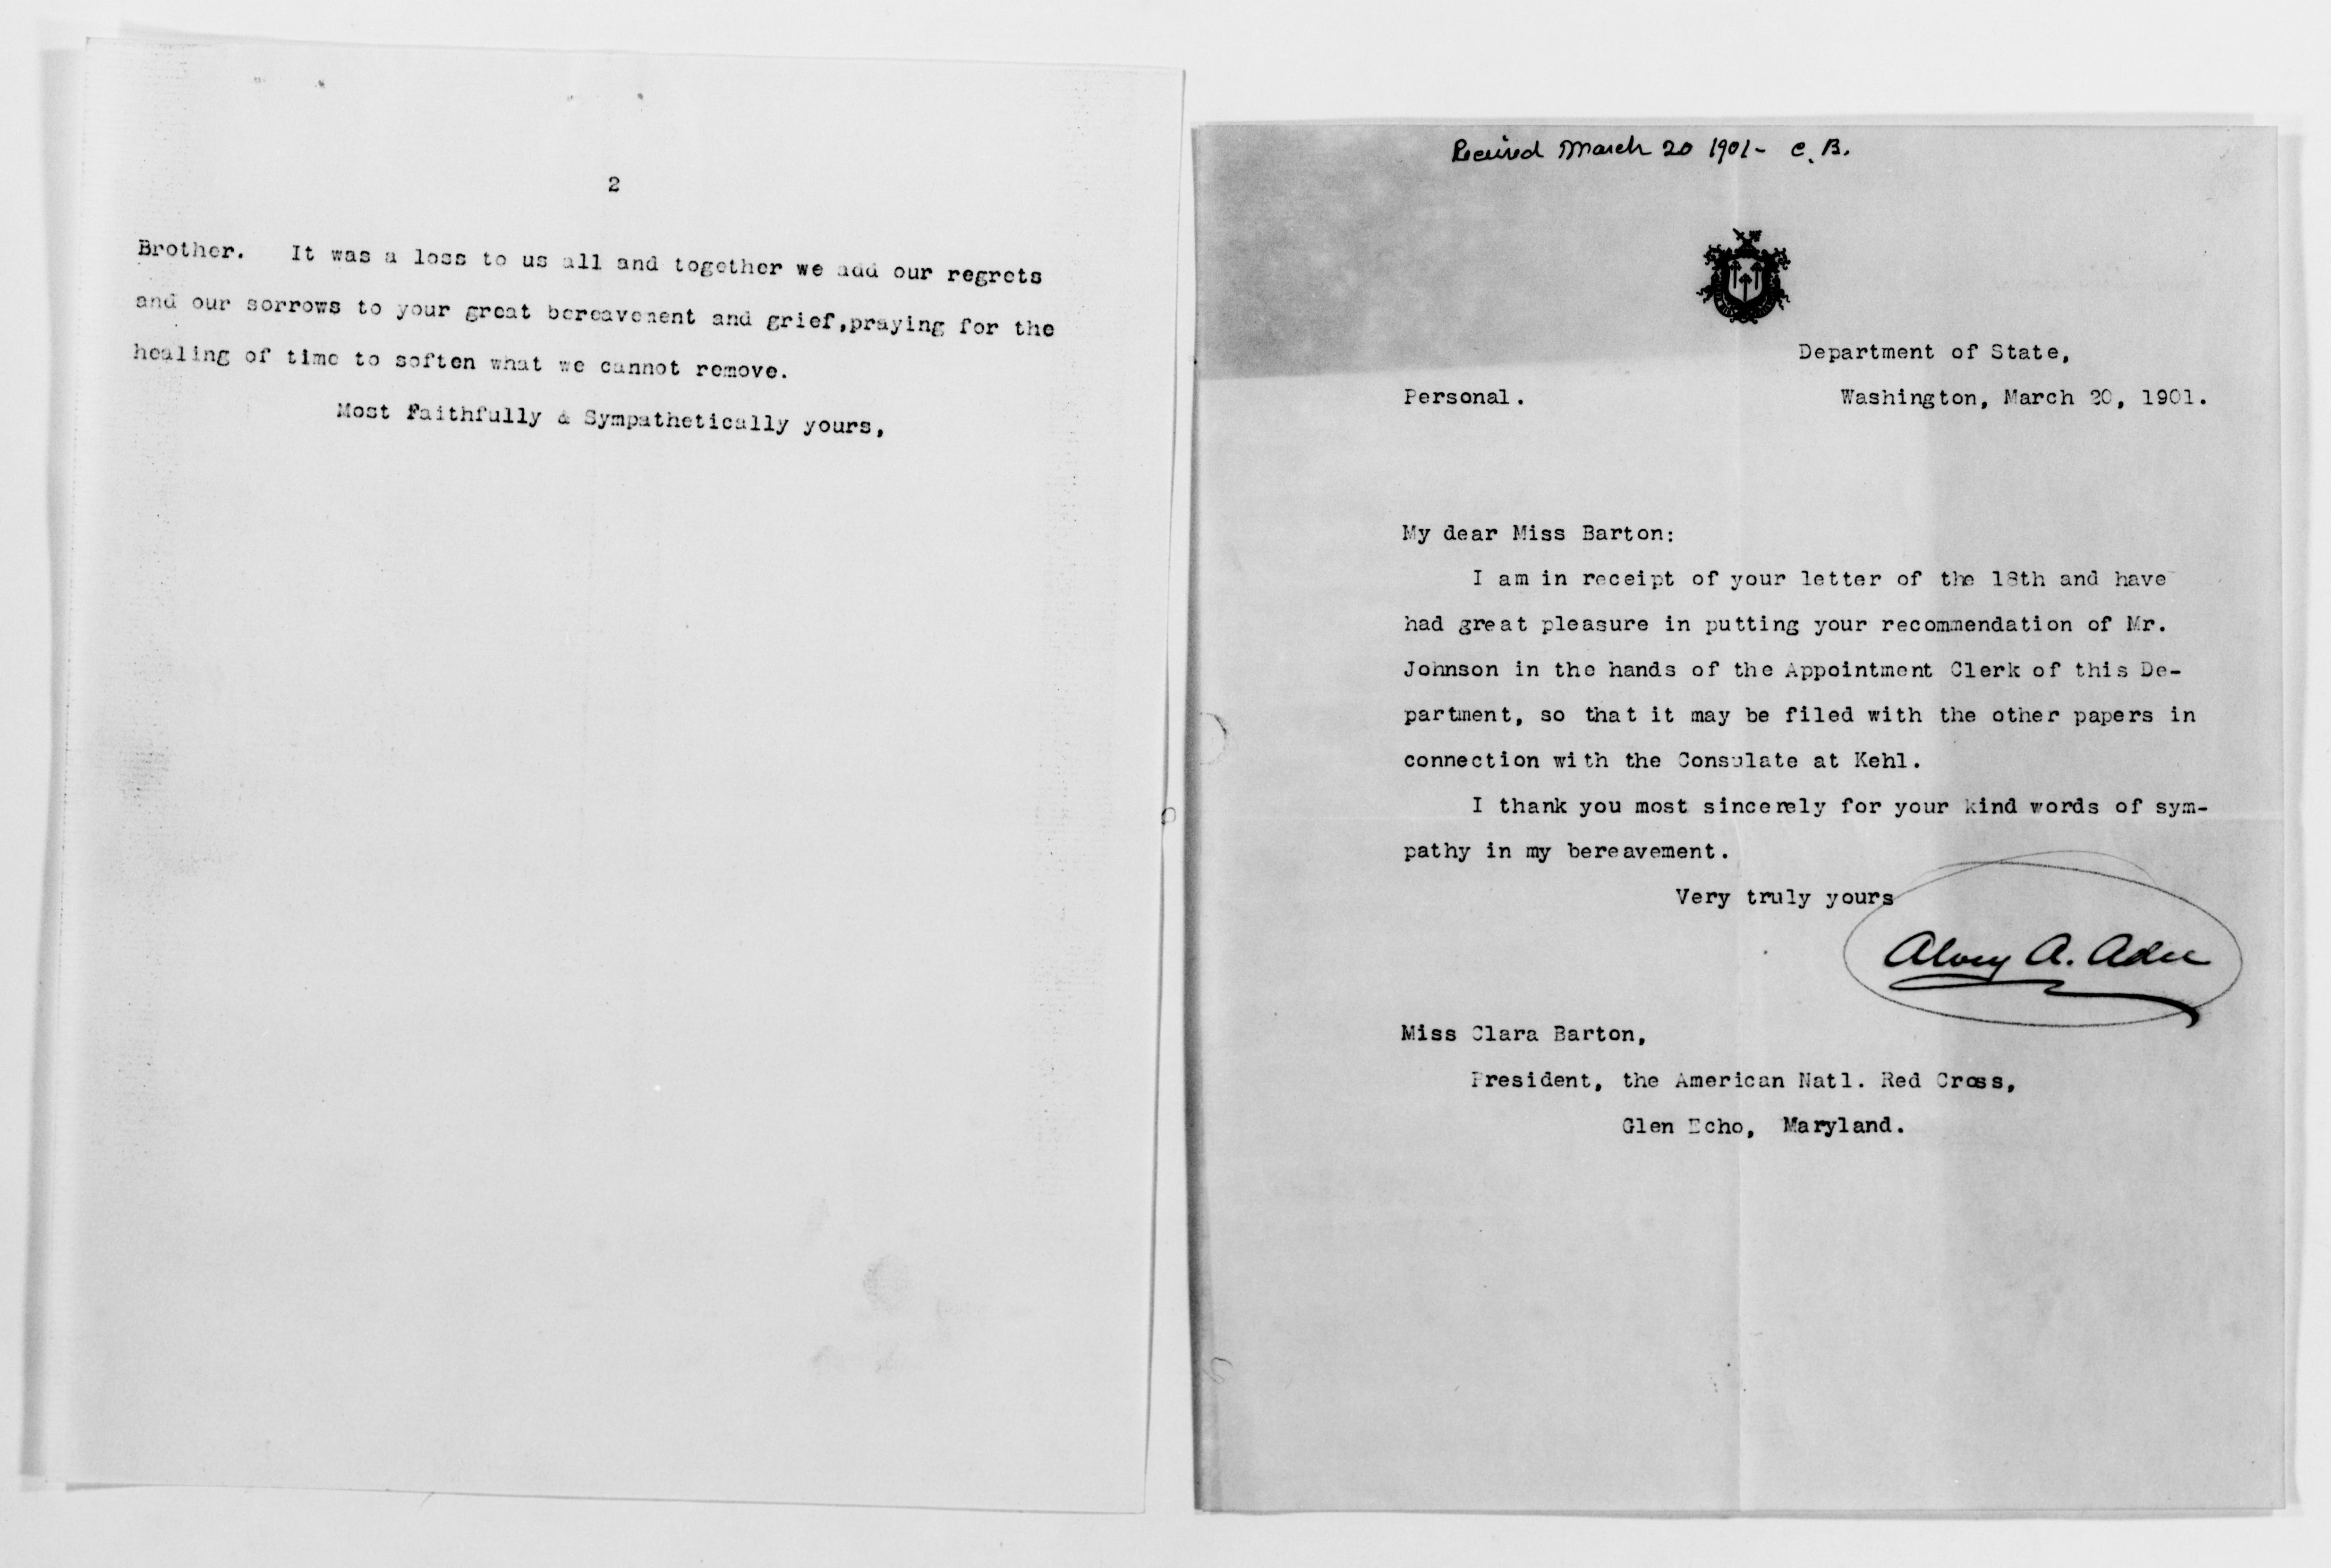 2
Brother. It was a loss to us all and together we add our regrets
and our sorrows to your great bereavement and grief,praying for the
healing of time to soften what we cannot remove.
Most Faithfully & Sympathetically yours,
Received March 20 1901- C. B.
Department of State,
Personal. Washington, March 20, 1901.
My dear Miss Barton:
I am in receipt of your letter of the 18th and have
had great pleasure in putting your recommendation of Mr.
Johnson in the hands of the Appointment Clerk of this De-
partment, so that it may be filed with the other papers in
connection with the Consulate at Kehl.
I thank you most sincerely for your kind words of sym-
pathy in my bereavement.
Very truly yours
Alvey A. Adee
Miss Clara Barton,
President, the American Natl. Red Cross,
Glen Echo, Maryland.